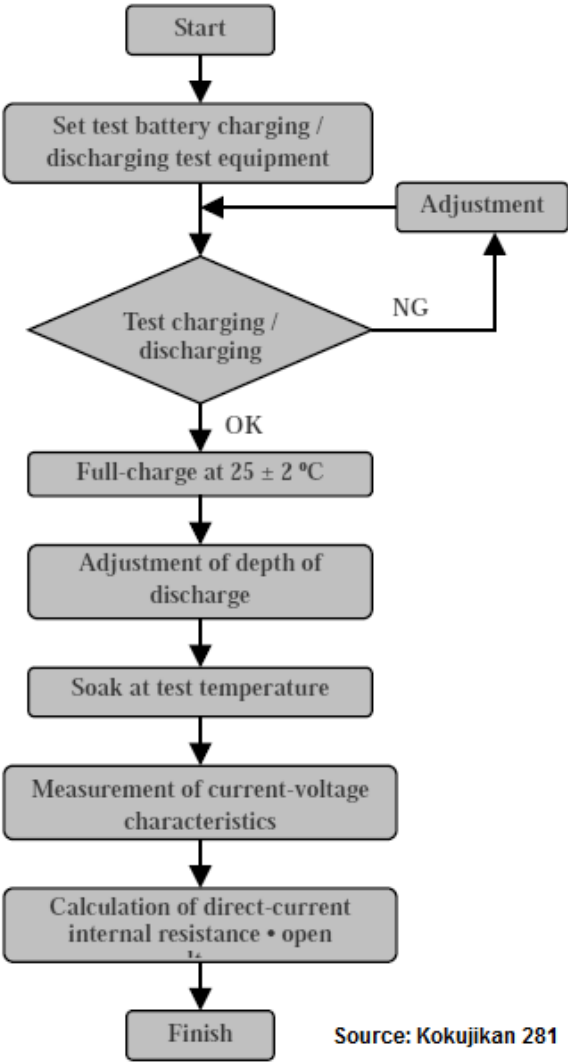 Start
Set test battery charging /
discharging test equipment
Adjustment
Test charging /
discharging
NG
OK
Full-charge at 25 ± 2 ºC
Adjustment of depth of
discharge
Soak at test temperature
Measurement of current-voltage
characteristics
Calculation of direct-current
internal resistance • open
Finish
Source: Kokujikan 281